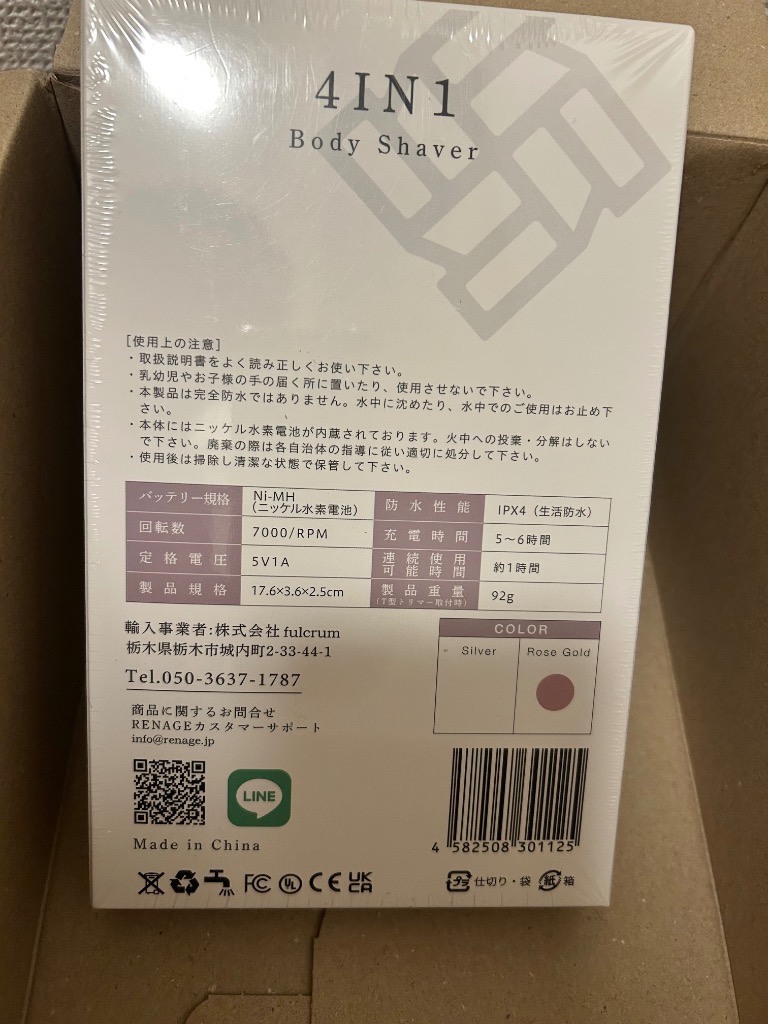 4IN1
Body Shaver
[使用上の注意]
・取扱説明書をよく読み正しくお使い下さい。
・乳幼児やお子様の手の届く所に置いたり、使用させないで下さい。
・本製品は完全防水ではありません。水中に沈めたり、水中でのご使用はお止め下
さい。
・本体にはニッケル水素電池が内蔵されております。火中への投棄・分解はしない
で下さい。廃棄の際は各自治体の指導に従い適切に処分して下さい。
・使用後は掃除し清潔な状態で保管して下さい。
バッテリー規格 Ni-MH
(ニッケル水素電池)
防水性能 IPX4（生活防水）
回転数 7000/RPM
充電時間 5〜6時間
定格電圧 5V1A
連続使用
可能時間 約1時間
製品規格 17.6×3.6×2.5cm
製品重量
(T型トリマー取付時) 92g
輸入事業者:株式会社fulcrum
栃木県栃木市城内町2-33-44-1
Tel.050-3637-1787
COLOR
Silver Rose Gold
商品に関するお問合せ
RENAGEカスタマーサポート
info@renage.jp
LINE
Made in China
4 582508 301125
FC UL CE UK
CA
プラ 仕切り・袋 紙 箱